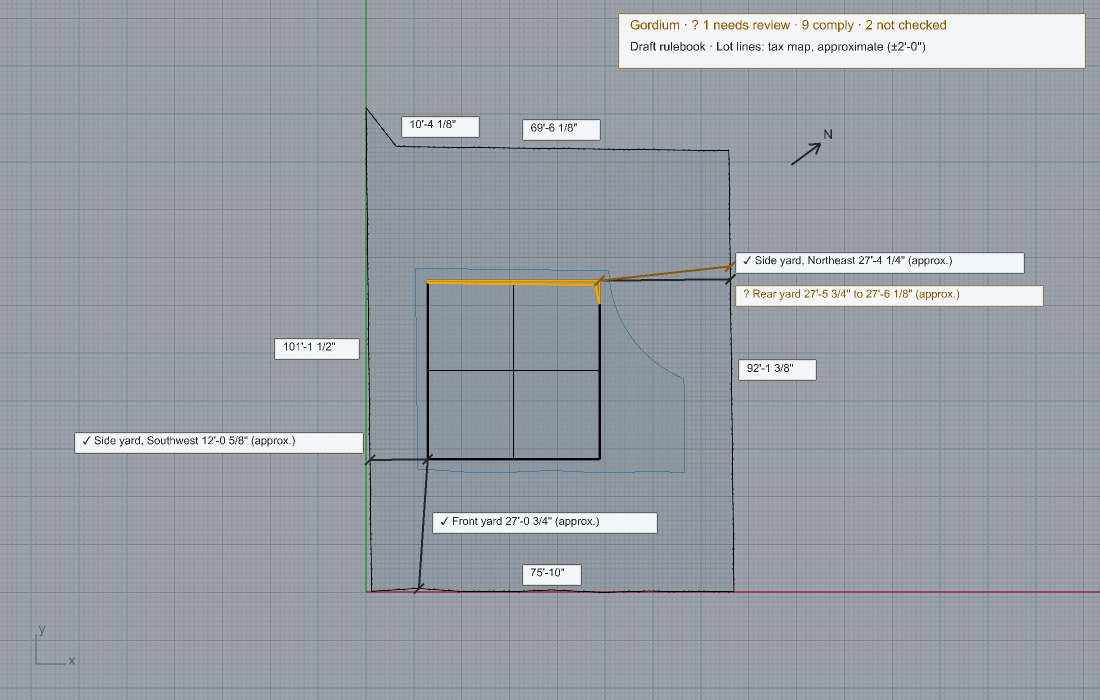 Gordium · ? 1 needs review · 9 comply · 2 not checked
Draft rulebook · Lot lines: tax map, approximate (±2'-0")
10'-4 1/8"
69'-6 1/8"
N
✓ Side yard, Northeast 27'-4 1/4" (approx.)
? Rear yard 27'-5 3/4" to 27'-6 1/8" (approx.)
101'-1 1/2"
92'-1 3/8"
✓ Side yard, Southwest 12'-0 5/8" (approx.)
✓ Front yard 27'-0 3/4" (approx.)
75'-10"
y
x